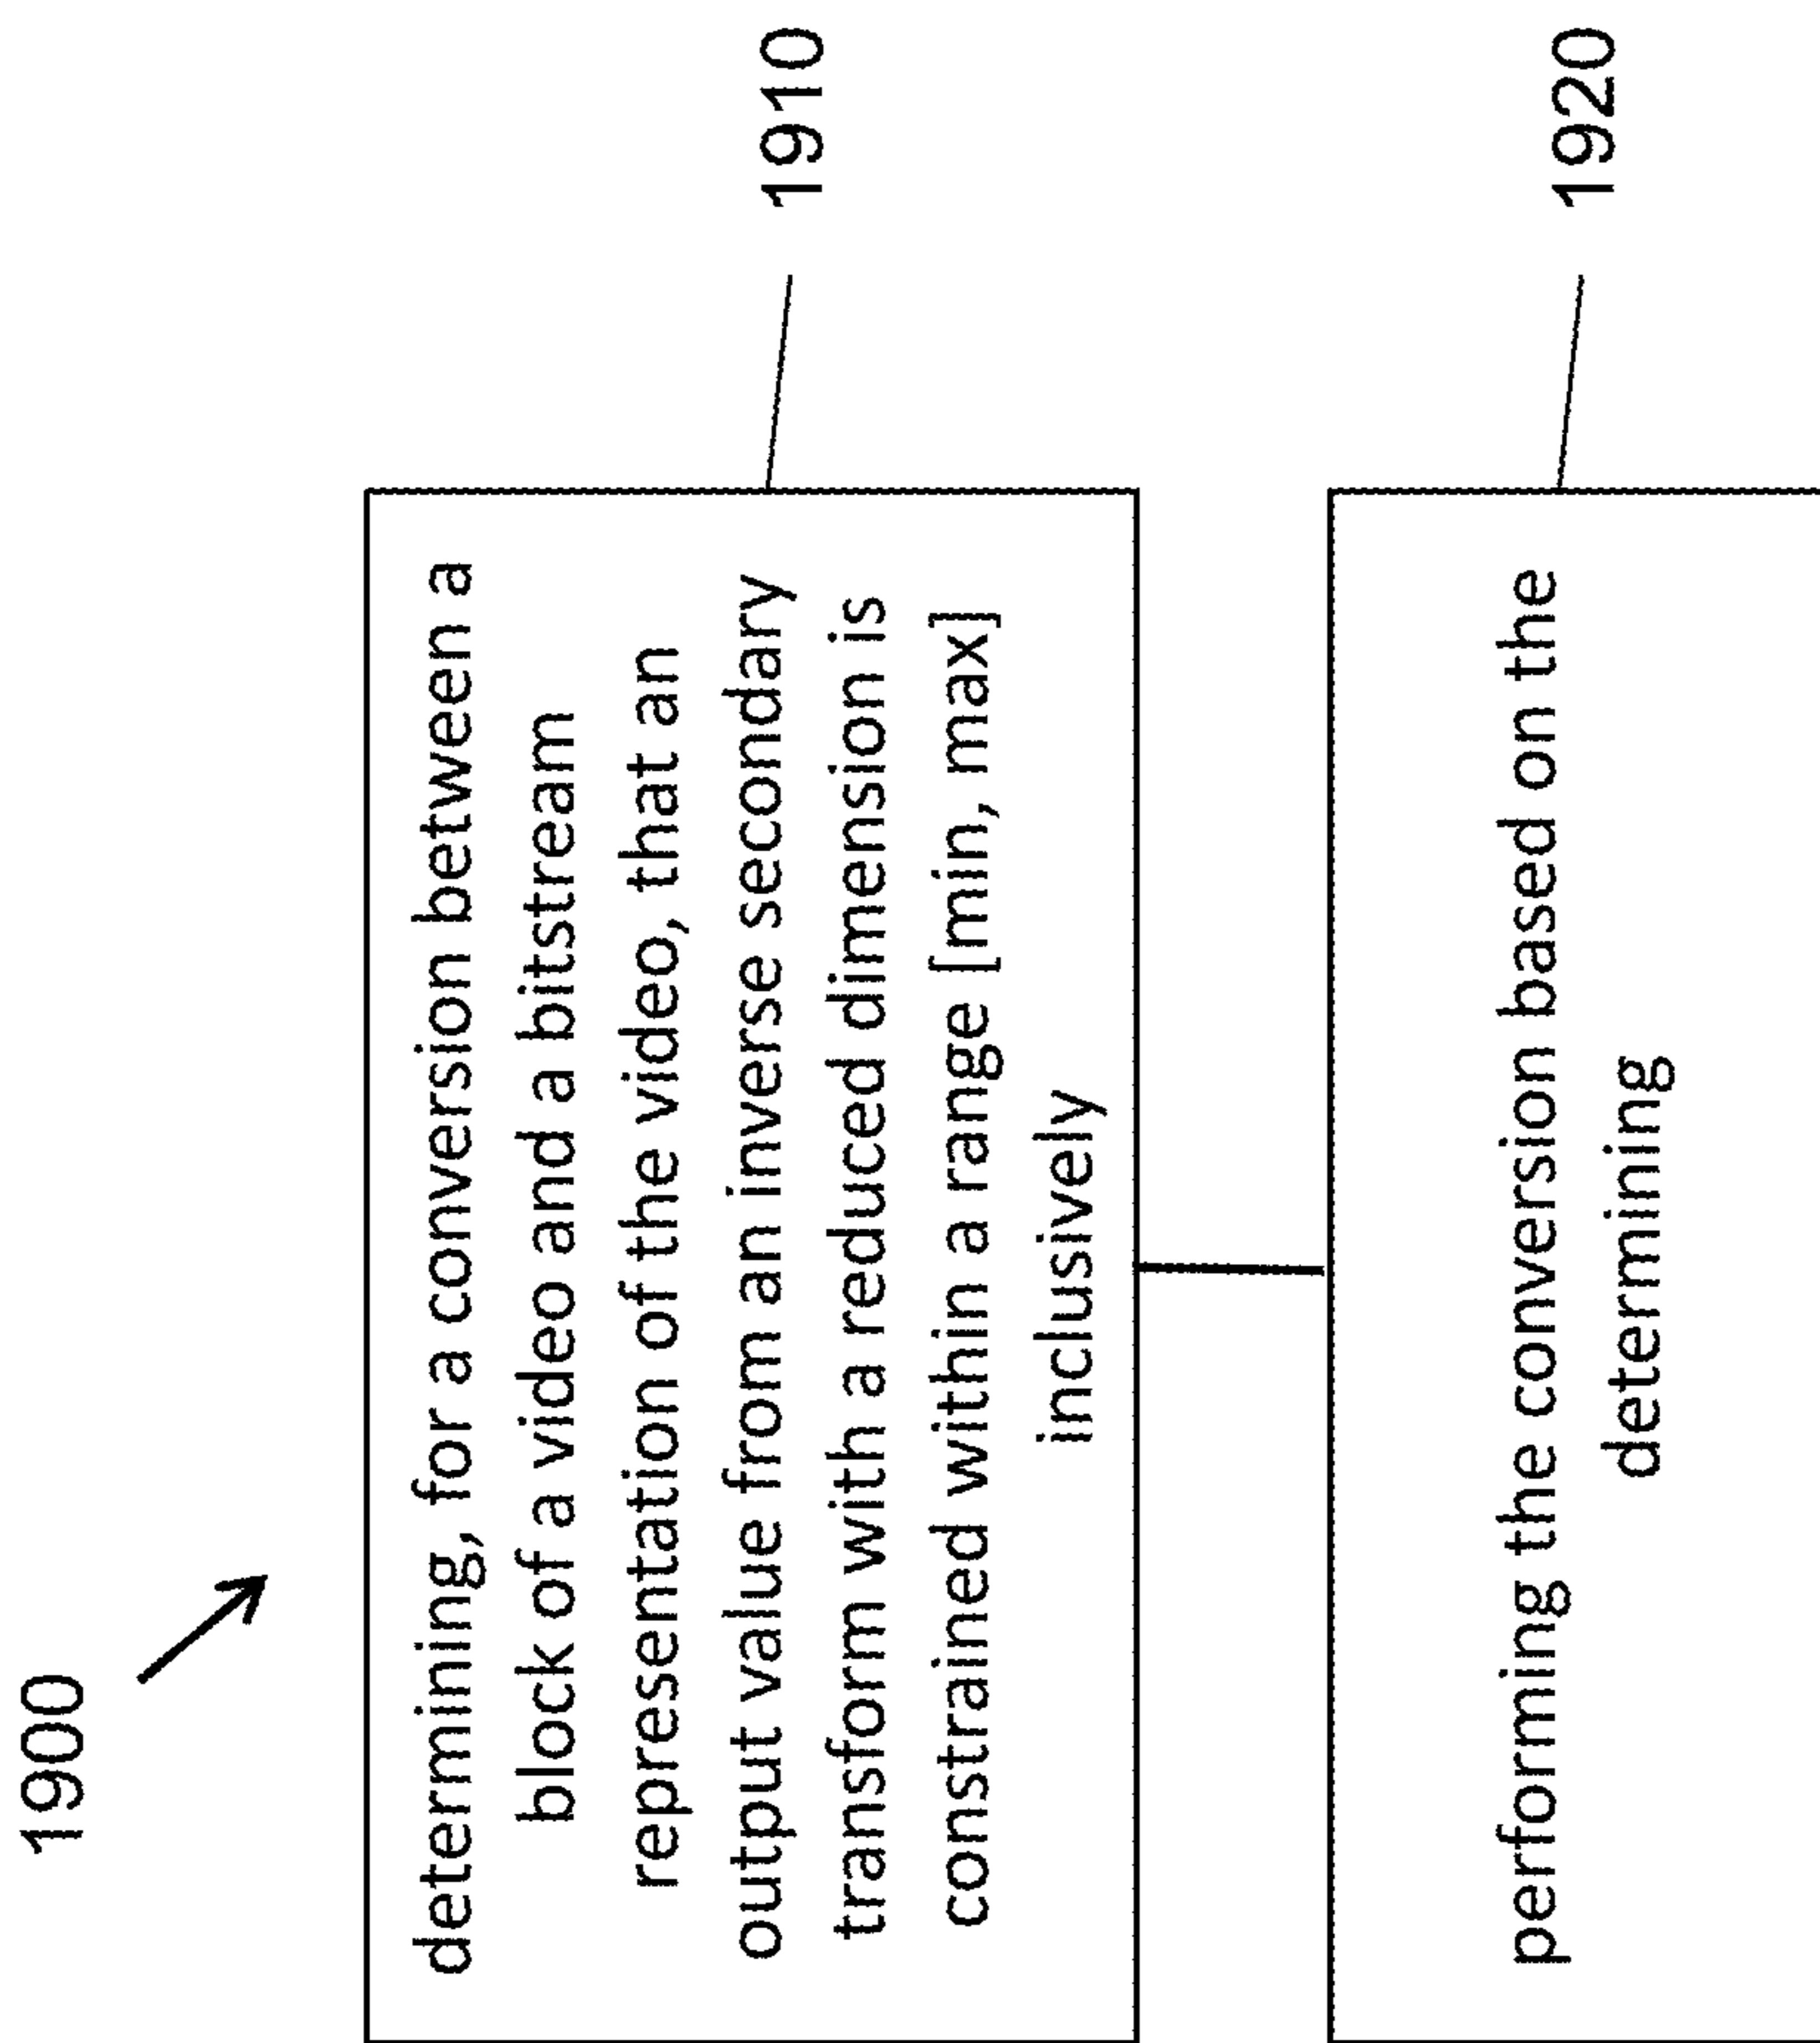 1900
determining, for a conversion between a
block of a video and a bitstream
representation of the video, that an
output value from an inverse secondary
transform with a reduced dimension is
constrained within a range [min, max]
inclusively
1910
performing the conversion based on the
determining
1920